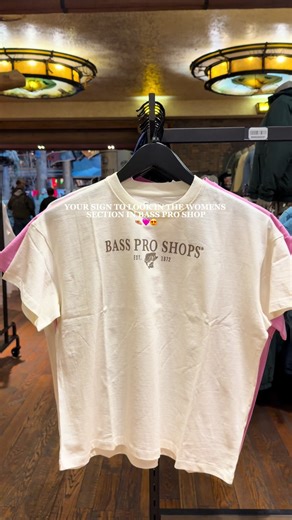 YOUR SIGN TO LOOK IN THE WOMENS
SECTION IN BASS PRO SHOP
BASS PRO SHOPS®
EST. 1972